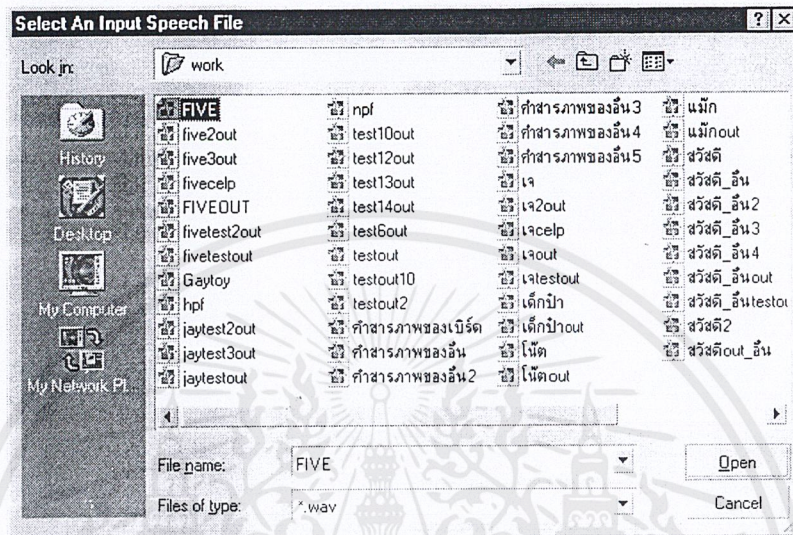 Select An Input Speech File
Look in: work
History
Desktop
My Computer
My Network Pl...
FIVE
five2out
five3out
fivecelp
FIVEOUT
fivetest2out
fivetestout
Gaytoy
hpf
jaytest2out
jaytest3out
jaytestout
npf
test10out
test12out
test13out
test14out
test6out
testout
testout10
testout2
คำสารภาพของเบิร์ด
คำสารภาพของอิ๋น
คำสารภาพของอิ๋น2
คำสารภาพของอิ๋น3
คำสารภาพของอิ๋น4
คำสารภาพของอิ๋น5
เจ
เจ2out
เจcelp
เจout
เจtestout
เด็กป๋า
เด็กป๋าout
โน๊ต
โน๊ตout
แม๊ก
แม๊กout
สวัสดี
สวัสดี_อิ๋น
สวัสดี_อิ๋น2
สวัสดี_อิ๋น3
สวัสดี_อิ๋น4
สวัสดี_อิ๋นout
สวัสดี_อิ๋นtestou
สวัสดี2
สวัสดีout_อิ๋น
File name: FIVE Open
Files of type: *.wav Cancel